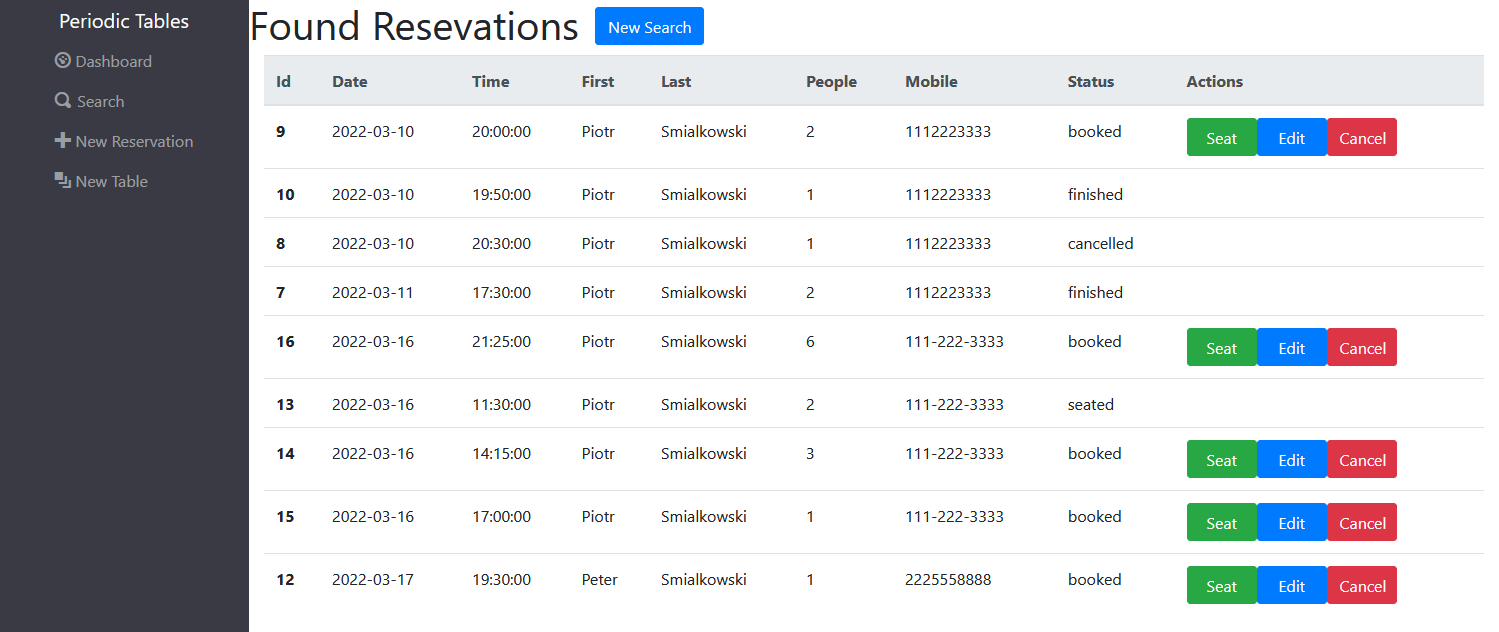 Periodic Tables
Dashboard
Search
New Reservation
New Table
Found Resevations New Search
Id Date Time First Last People Mobile Status Actions
9 2022-03-10 20:00:00 Piotr Smialkowski 2 1112223333 booked Seat Edit Cancel
10 2022-03-10 19:50:00 Piotr Smialkowski 1 1112223333 finished
8 2022-03-10 20:30:00 Piotr Smialkowski 1 1112223333 cancelled
7 2022-03-11 17:30:00 Piotr Smialkowski 2 1112223333 finished
16 2022-03-16 21:25:00 Piotr Smialkowski 6 111-222-3333 booked Seat Edit Cancel
13 2022-03-16 11:30:00 Piotr Smialkowski 2 111-222-3333 seated
14 2022-03-16 14:15:00 Piotr Smialkowski 3 111-222-3333 booked Seat Edit Cancel
15 2022-03-16 17:00:00 Piotr Smialkowski 1 111-222-3333 booked Seat Edit Cancel
12 2022-03-17 19:30:00 Peter Smialkowski 1 2225558888 booked Seat Edit Cancel